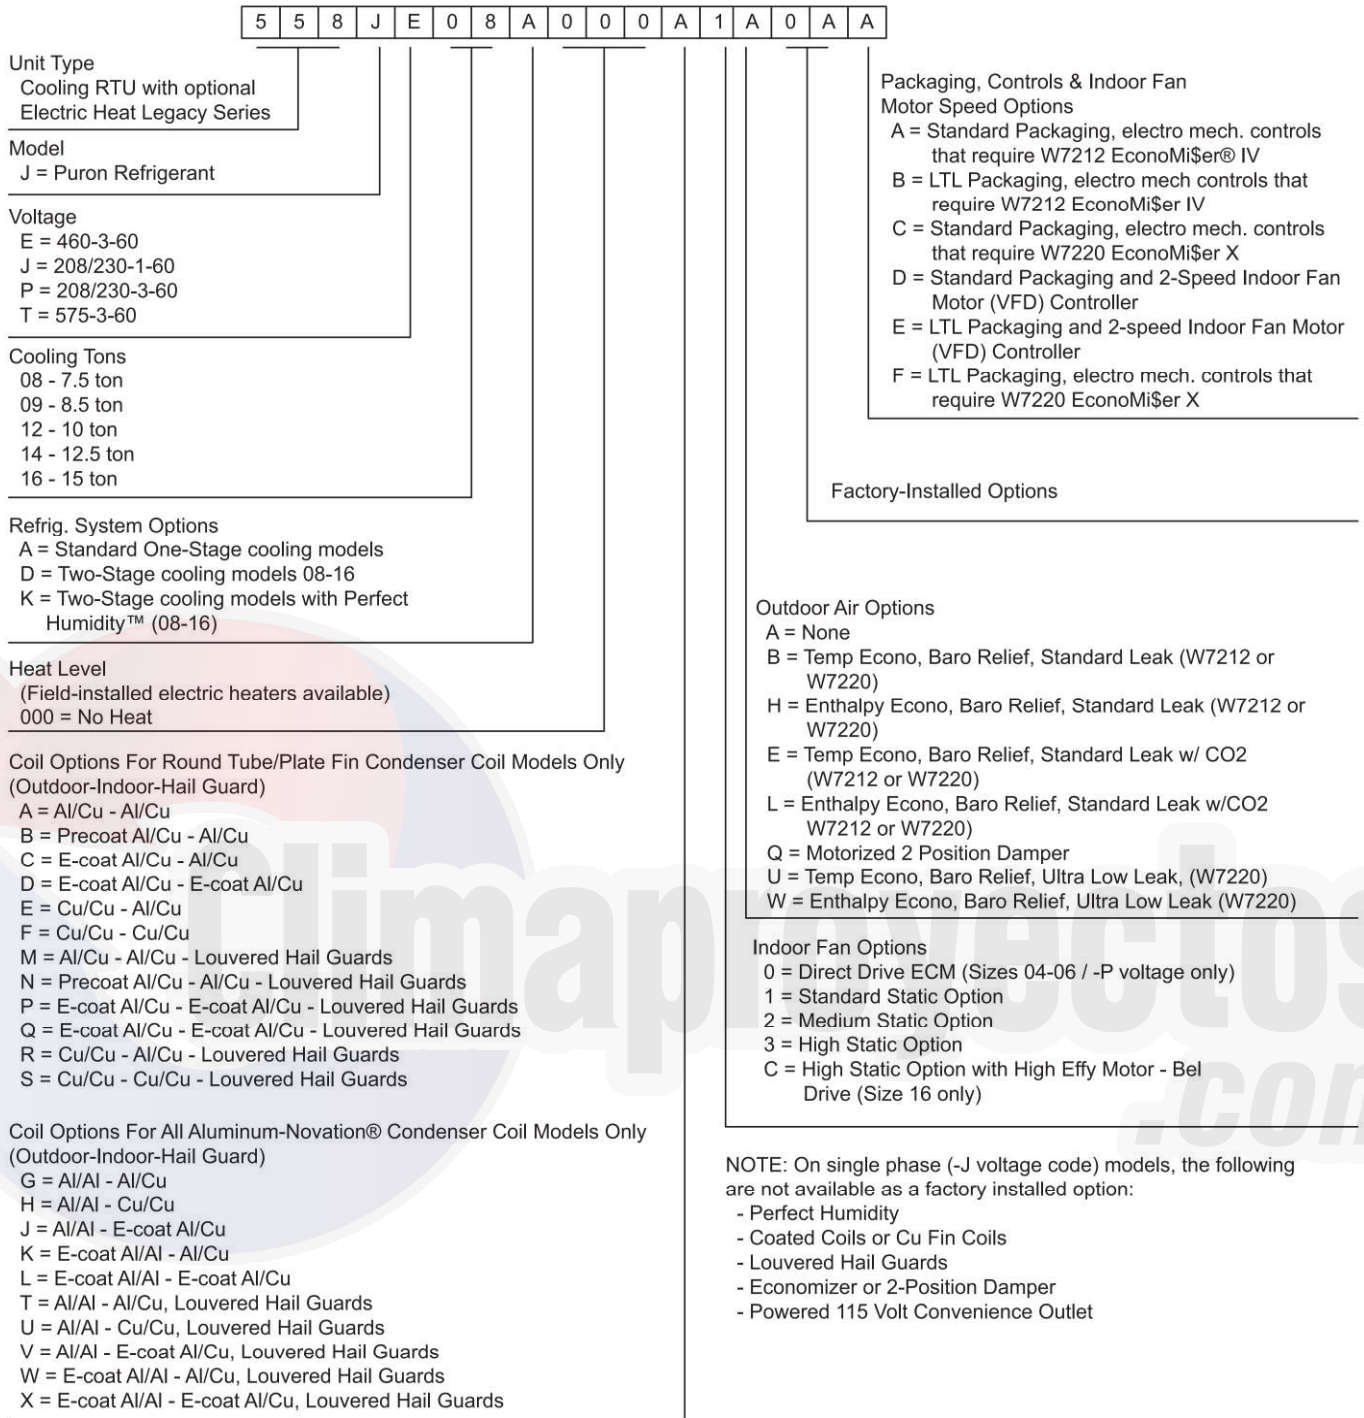 5 5 8 J E 0 8 A 0 0 0 A 1 A 0 A A
Unit Type
Cooling RTU with optional
Electric Heat Legacy Series
Model
J = Puron Refrigerant
Voltage
E = 460-3-60
J = 208/230-1-60
P = 208/230-3-60
T = 575-3-60
Cooling Tons
08 - 7.5 ton
09 - 8.5 ton
12 - 10 ton
14 - 12.5 ton
16 - 15 ton
Refrig. System Options
A = Standard One-Stage cooling models
D = Two-Stage cooling models 08-16
K = Two-Stage cooling models with Perfect
Humidity™ (08-16)
Heat Level
(Field-installed electric heaters available)
000 = No Heat
Coil Options For Round Tube/Plate Fin Condenser Coil Models Only
(Outdoor-Indoor-Hail Guard)
A = Al/Cu - Al/Cu
B = Precoat Al/Cu - Al/Cu
C = E-coat Al/Cu - Al/Cu
D = E-coat Al/Cu - E-coat Al/Cu
E = Cu/Cu - Al/Cu
F = Cu/Cu - Cu/Cu
M = Al/Cu - Al/Cu - Louvered Hail Guards
N = Precoat Al/Cu - Al/Cu - Louvered Hail Guards
P = E-coat Al/Cu - E-coat Al/Cu - Louvered Hail Guards
Q = E-coat Al/Cu - E-coat Al/Cu - Louvered Hail Guards
R = Cu/Cu - Al/Cu - Louvered Hail Guards
S = Cu/Cu - Cu/Cu - Louvered Hail Guards
Coil Options For All Aluminum-Novation® Condenser Coil Models Only
(Outdoor-Indoor-Hail Guard)
G = Al/Al - Al/Cu
H = Al/Al - Cu/Cu
J = Al/Al - E-coat Al/Cu
K = E-coat Al/Al - Al/Cu
L = E-coat Al/Al - E-coat Al/Cu
T = Al/Al - Al/Cu, Louvered Hail Guards
U = Al/Al - Cu/Cu, Louvered Hail Guards
V = Al/Al - E-coat Al/Cu, Louvered Hail Guards
W = E-coat Al/Al - Al/Cu, Louvered Hail Guards
X = E-coat Al/Al - E-coat Al/Cu, Louvered Hail Guards
Packaging, Controls & Indoor Fan
Motor Speed Options
A = Standard Packaging, electro mech. controls
that require W7212 EconoMi$er® IV
B = LTL Packaging, electro mech controls that
require W7212 EconoMi$er IV
C = Standard Packaging, electro mech. controls
that require W7220 EconoMi$er X
D = Standard Packaging and 2-Speed Indoor Fan
Motor (VFD) Controller
E = LTL Packaging and 2-speed Indoor Fan Motor
(VFD) Controller
F = LTL Packaging, electro mech. controls that
require W7220 EconoMi$er X
Factory-Installed Options
Outdoor Air Options
A = None
B = Temp Econo, Baro Relief, Standard Leak (W7212 or
W7220)
H = Enthalpy Econo, Baro Relief, Standard Leak (W7212 or
W7220)
E = Temp Econo, Baro Relief, Standard Leak w/ CO2
(W7212 or W7220)
L = Enthalpy Econo, Baro Relief, Standard Leak w/CO2
W7212 or W7220)
Q = Motorized 2 Position Damper
U = Temp Econo, Baro Relief, Ultra Low Leak, (W7220)
W = Enthalpy Econo, Baro Relief, Ultra Low Leak (W7220)
Indoor Fan Options
0 = Direct Drive ECM (Sizes 04-06 / -P voltage only)
1 = Standard Static Option
2 = Medium Static Option
3 = High Static Option
C = High Static Option with High Effy Motor - Bel
Drive (Size 16 only)
NOTE: On single phase (-J voltage code) models, the following
are not available as a factory installed option:
- Perfect Humidity
- Coated Coils or Cu Fin Coils
- Louvered Hail Guards
- Economizer or 2-Position Damper
- Powered 115 Volt Convenience Outlet
Climaproyectos
.com